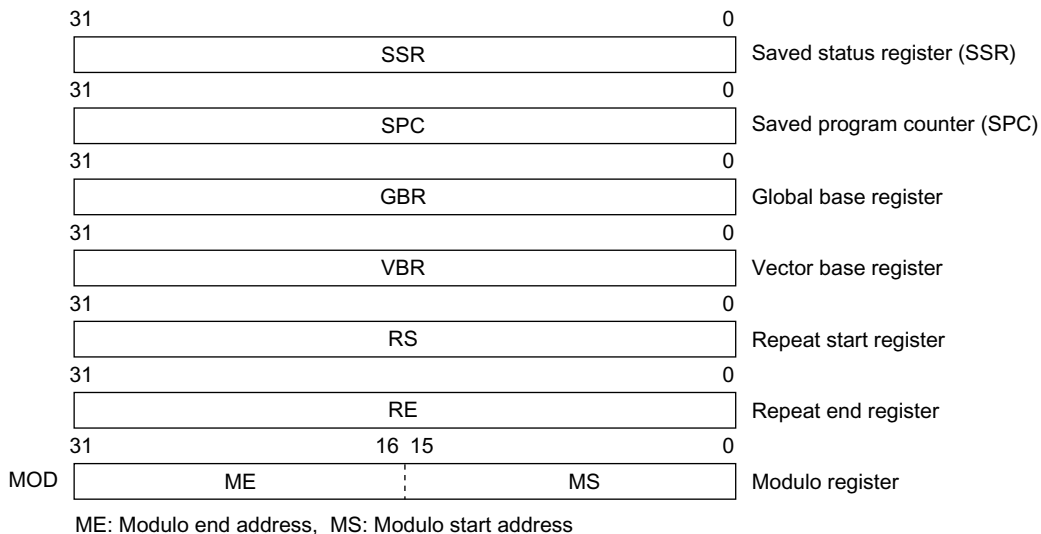 31 0
SSR Saved status register (SSR)
31 0
SPC Saved program counter (SPC)
31 0
GBR Global base register
31 0
VBR Vector base register
31 0
RS Repeat start register
31 0
RE Repeat end register
31 16 15 0
MOD ME MS Modulo register
ME: Modulo end address, MS: Modulo start address